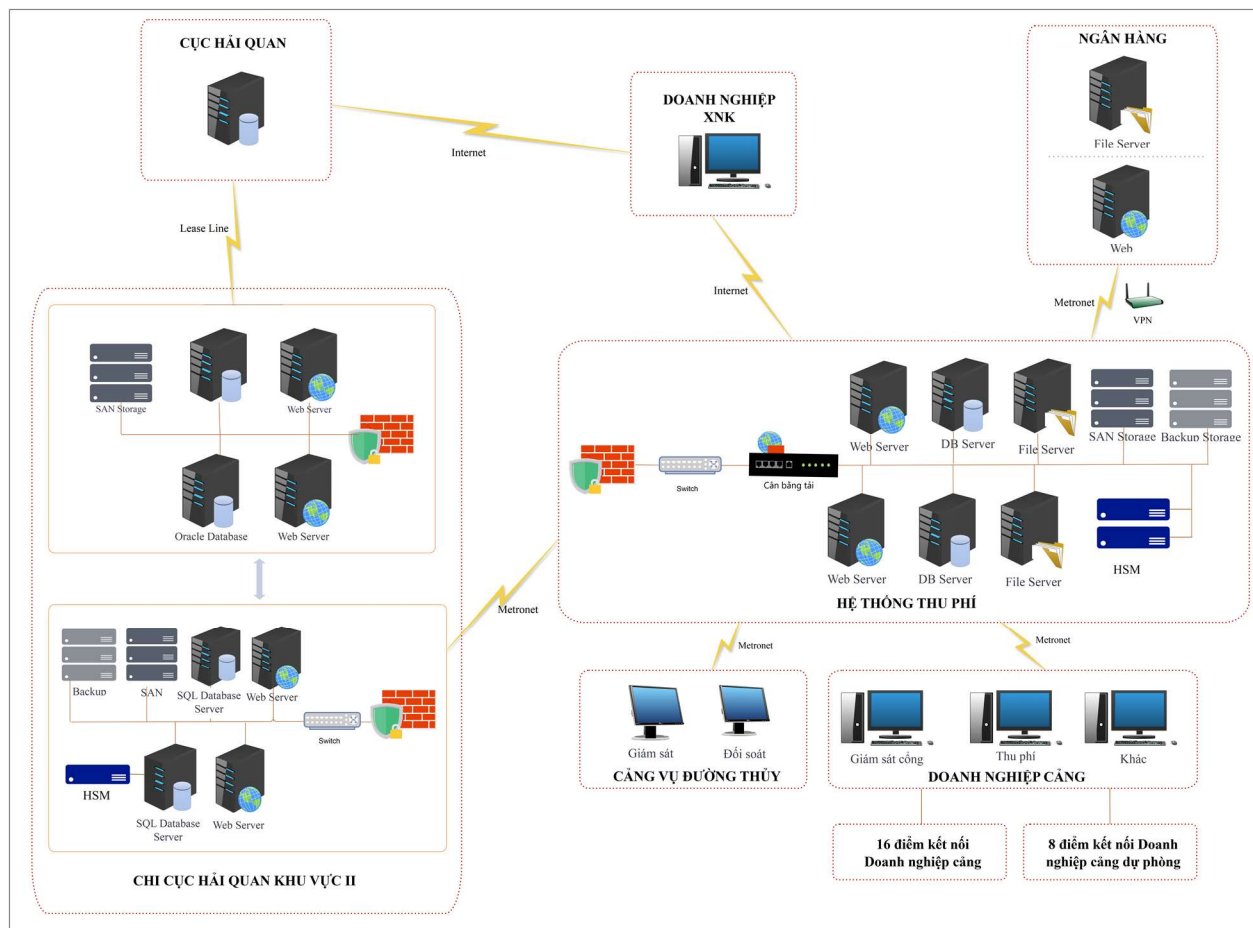 CỤC HẢI QUAN
NGÂN HÀNG
DOANH NGHIỆP
XNK
File Server
Internet
Web
Lease Line
Internet
Metronet
VPN
SAN Storage
Web Server
Oracle Database
Web Server
Web Server
DB Server
File Server
SAN Storage
Backup Storage
Switch
Cân bằng tải
Web Server
DB Server
File Server
HSM
HỆ THỐNG THU PHÍ
Metronet
Backup
SAN
SQL Database
Server
Web Server
Switch
HSM
SQL Database
Server
Web Server
CHI CỤC HẢI QUAN KHU VỰC II
Metronet
Metronet
Giám sát
Đối soát
CẢNG VỤ ĐƯỜNG THỦY
Giám sát cổng
Thu phí
Khác
DOANH NGHIỆP CẢNG
16 điểm kết nối
Doanh nghiệp cảng
8 điểm kết nối Doanh
nghiệp cảng dự phòng